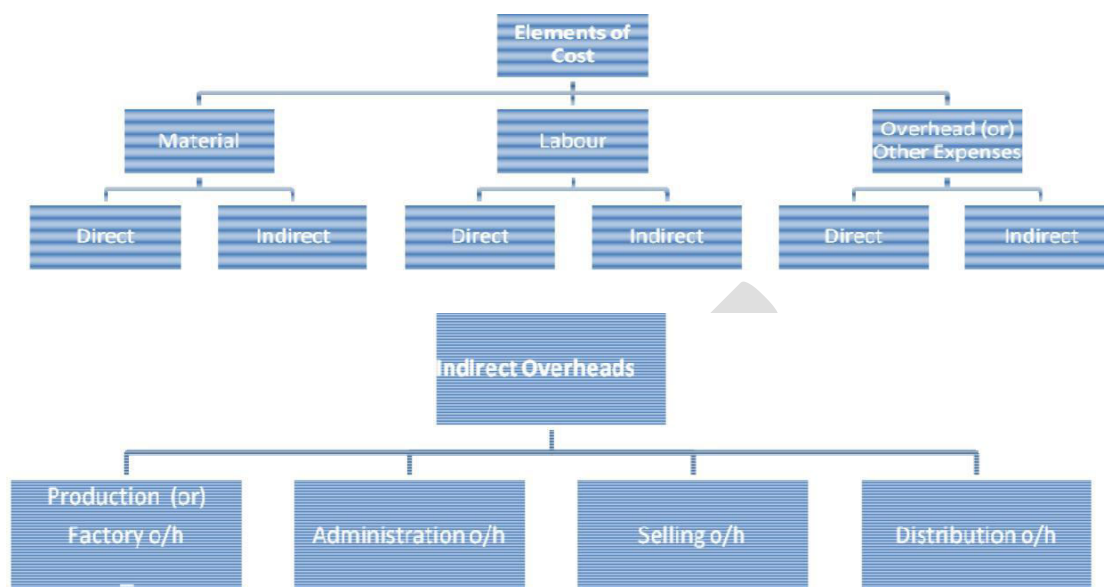 Elements of
Cost
Material
Labour
Overhead (or)
Other Expenses
Direct
Indirect
Direct
Indirect
Direct
Indirect
Indirect Overheads
Production (or)
Factory o/h
Administration o/h
Selling o/h
Distribution o/h